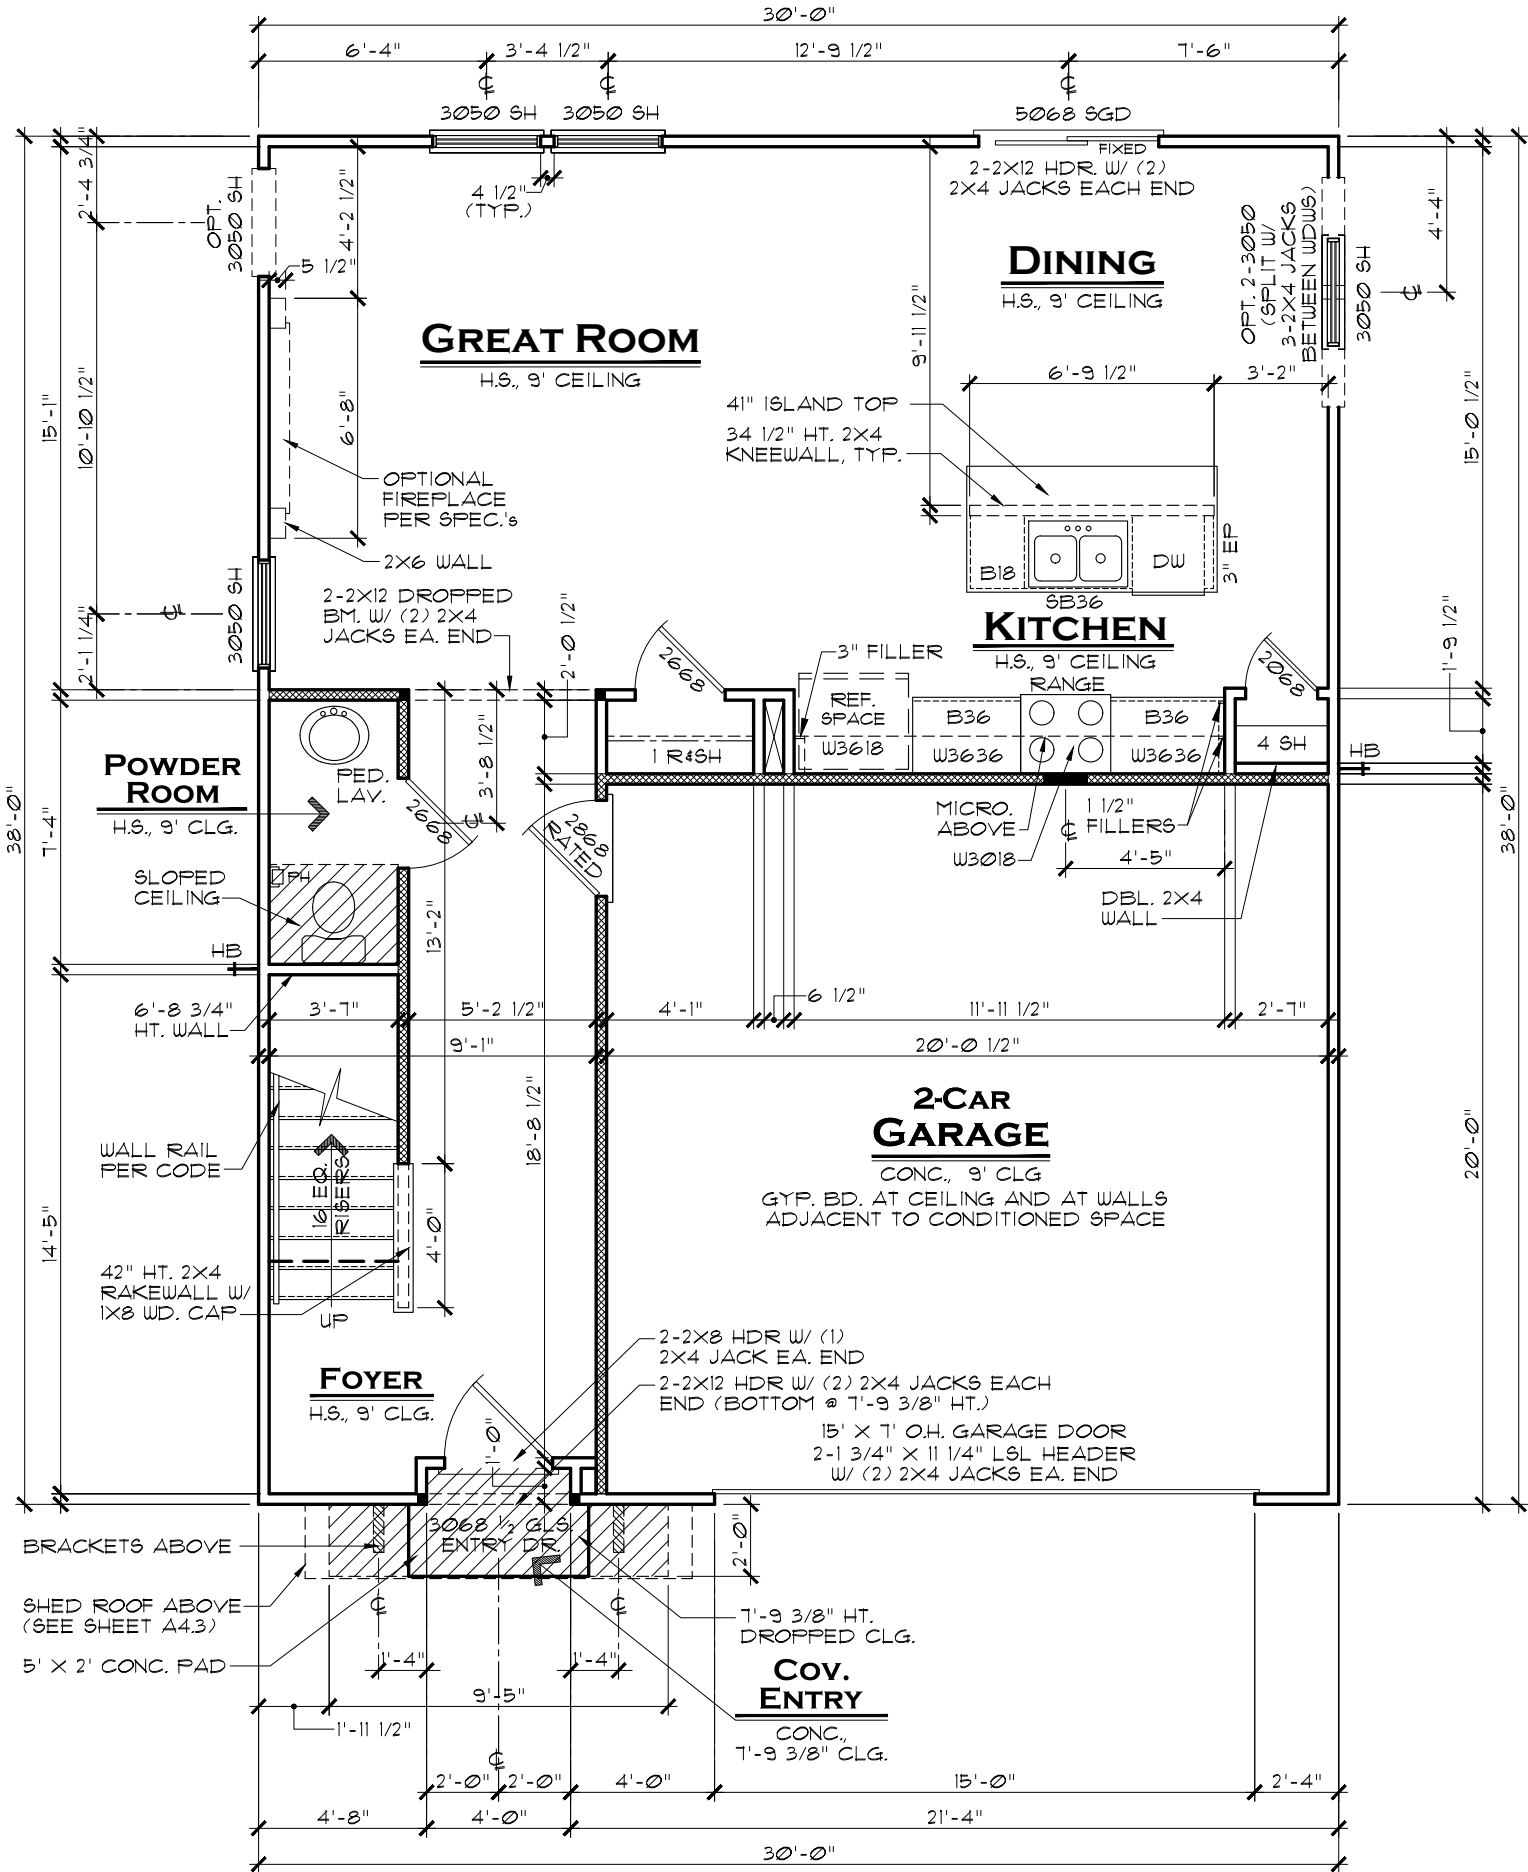 30'-0"
6'-4"
3'-4 1/2"
12'-9 1/2"
7'-6"
3050 SH
3050 SH
5068 SGD
FIXED
2-2X12 HDR. W/ (2)
2X4 JACKS EACH END
4 1/2"
(TYP.)
2'-4 3/4"
OPT.
3050 SH
4'-2 1/2"
5 1/2"
4'-4"
OPT. 2-3050
(SPLIT W/
3-2X4 JACKS
BETWEEN WDWS)
3050 SH
DINING
H.S., 9' CEILING
GREAT ROOM
H.S., 9' CEILING
9'-11 1/2"
6'-9 1/2"
3'-2"
15'-1"
10'-10 1/2"
6'-8"
15'-0 1/2"
41" ISLAND TOP
34 1/2" HT. 2X4
KNEEWALL, TYP.
OPTIONAL
FIREPLACE
PER SPEC.'s
2X6 WALL
B18
DW
3" EP
SB36
3050 SH
2'-1 1/4"
2-2X12 DROPPED
BM. W/ (2) 2X4
JACKS EA. END
2'-0 1/2"
2668
3" FILLER
KITCHEN
H.S., 9' CEILING
RANGE
2068
1'-9 1/2"
REF.
SPACE
W3618
B36
W3636
B36
W3636
1 R&SH
4 SH
HB
POWDER
ROOM
H.S., 9' CLG.
PED.
LAV.
3'-8 1/2"
2668
2868
RATED
MICRO.
ABOVE
W3018
1 1/2"
FILLERS
4'-5"
DBL. 2X4
WALL
38'-0"
7'-4"
38'-0"
SLOPED
CEILING
PH
HB
13'-2"
6'-8 3/4"
HT. WALL
3'-7"
5'-2 1/2"
4'-1"
6 1/2"
11'-11 1/2"
2'-7"
9'-1"
20'-0 1/2"
18'-8 1/2"
2-CAR
GARAGE
CONC., 9' CLG
GYP. BD. AT CEILING AND AT WALLS
ADJACENT TO CONDITIONED SPACE
20'-0"
WALL RAIL
PER CODE
16 EQ.
RISERS
14'-5"
4'-0"
42" HT. 2X4
RAKEWALL W/
1X8 WD. CAP
UP
2-2X8 HDR W/ (1)
2X4 JACK EA. END
2-2X12 HDR W/ (2) 2X4 JACKS EACH
END (BOTTOM @ 7'-9 3/8" HT.)
FOYER
H.S., 9' CLG.
15' X 7' O.H. GARAGE DOOR
2-1 3/4" X 11 1/4" LSL HEADER
W/ (2) 2X4 JACKS EA. END
1'-0"
3068 ½ GLS.
ENTRY DR.
2'-0"
BRACKETS ABOVE
SHED ROOF ABOVE
(SEE SHEET A4.3)
5' X 2' CONC. PAD
7'-9 3/8" HT.
DROPPED CLG.
1'-4"
1'-4"
COV.
ENTRY
CONC.,
7'-9 3/8" CLG.
9'-5"
1'-11 1/2"
2'-0"
2'-0"
4'-0"
15'-0"
2'-4"
4'-8"
4'-0"
21'-4"
30'-0"